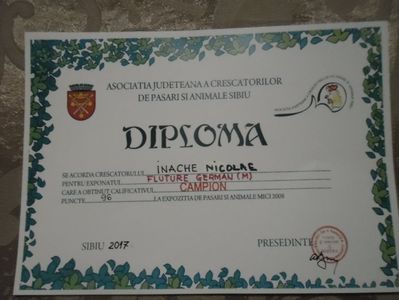 ASOCIATIA JUDETEANA A CRESCATORILOR
DE PASARI SI ANIMALE SIBIU
DIPLOMA
SE ACORDA CRESCATORULUI INACHE NICOLAE
PENTRU EXPONATUL FLUTURE GERMAN (M)
CARE A OBTINUT CALIFICATIVUL CAMPION
PUNCTE 96 LA EXPOZITIA DE PASARI SI ANIMALE MICI 2008
SIBIU 2017 PRESEDINTE